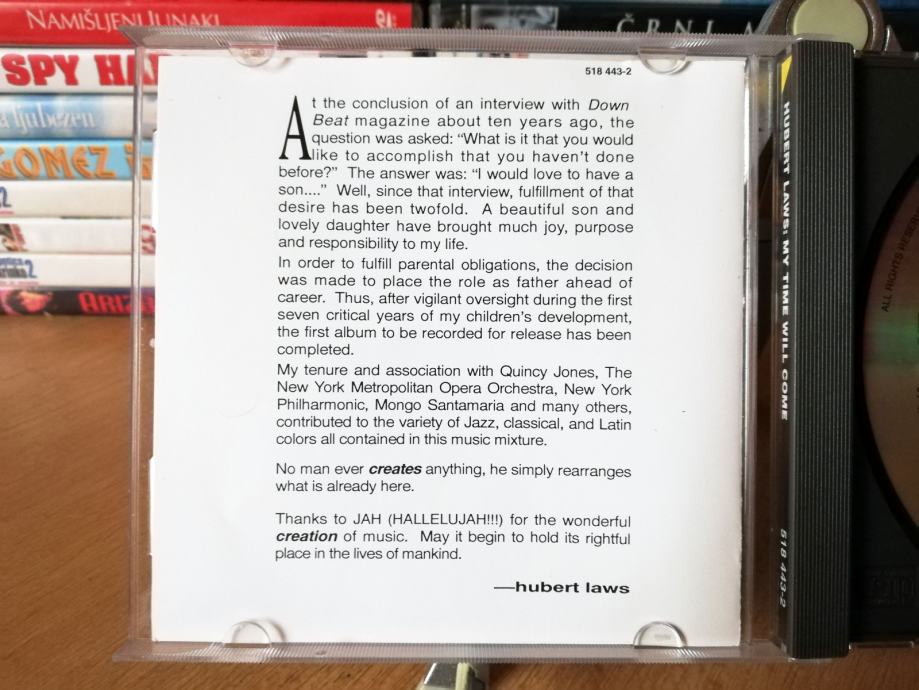 NAMIŠLJENI JUNAKI
SPY HA
a ljubezen
GOMEZ i
2
2
ARIZ
ČRNI A
518 443-2
At the conclusion of an interview with Down
Beat magazine about ten years ago, the
question was asked: “What is it that you would
like to accomplish that you haven't done
before?” The answer was: “I would love to have a
son....” Well, since that interview, fulfillment of that
desire has been twofold. A beautiful son and
lovely daughter have brought much joy, purpose
and responsibility to my life.
In order to fulfill parental obligations, the decision
was made to place the role as father ahead of
career. Thus, after vigilant oversight during the first
seven critical years of my children's development,
the first album to be recorded for release has been
completed.
My tenure and association with Quincy Jones, The
New York Metropolitan Opera Orchestra, New York
Philharmonic, Mongo Santamaria and many others,
contributed to the variety of Jazz, classical, and Latin
colors all contained in this music mixture.
No man ever creates anything, he simply rearranges
what is already here.
Thanks to JAH (HALLELUJAH!!!) for the wonderful
creation of music. May it begin to hold its rightful
place in the lives of mankind.
—hubert laws
HUBERT LAWS: MY TIME WILL COME
518 443-2
ALL RIGHTS RESE